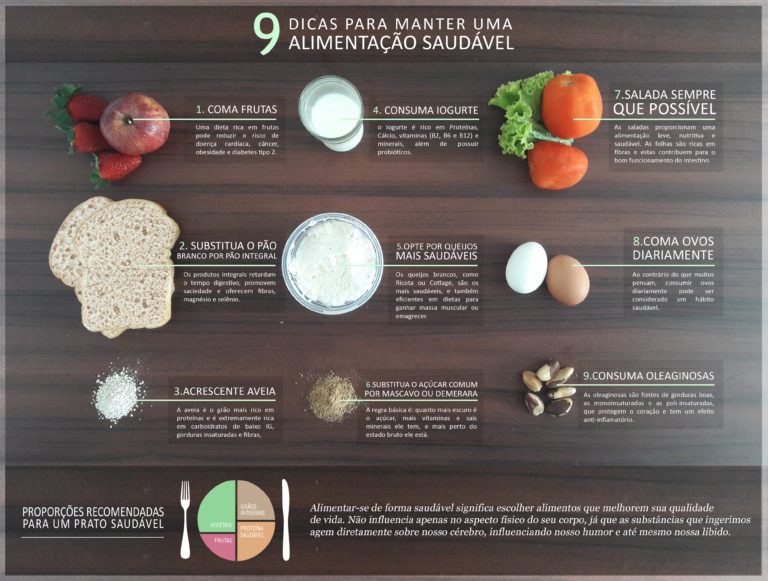 9 DICAS PARA MANTER UMA
ALIMENTAÇÃO SAUDÁVEL
1. COMA FRUTAS
Uma dieta rica em frutas
pode reduzir o risco de
doença cardíaca, câncer,
obesidade e diabetes tipo 2.
4. CONSUMA IOGURTE
o iogurte é rico em Proteínas,
Cálcio, vitaminas (B2, B6 e B12) e
minerais, alem de possuir
probióticos.
7.SALADA SEMPRE
QUE POSSÍVEL
As saladas proporcionam uma
alimentação leve, nutritiva e
saudável. As folhas são ricas em
fibras e estas contribuem para o
bom funcionamento do intestino
2. SUBSTITUA O PÃO
BRANCO POR PÃO INTEGRAL
Os produtos integrais retardam
o tempo digestivo, promovem
saciedade e oferecem fibras,
magnésio e selênio.
5.OPTE POR QUEIJOS
MAIS SAUDÁVEIS
Os queijos brancos, como
Ricota ou Cottage, são os
mais saudáveis, e também
eficientes em dietas para
ganhar massa muscular ou
emagrecer.
8.COMA OVOS
DIARIAMENTE
Ao contrário do que muitos
pensam, consumir ovos
diariamente pode ser
considerado um hábito
saudável.
3.ACRESCENTE AVEIA
A aveia é o grão mais rico em
proteínas e é extremamente rica
em carboidratos de baixo IG,
gorduras insaturadas e fibras.
6.SUBSTITUA O AÇÚCAR COMUM
POR MASCAVO OU DEMERARA
A regra básica é: quanto mais escuro é
o açúcar, mais vitaminas e sais
minerais ele tem, e mais perto do
estado bruto ele está.
9.CONSUMA OLEAGINOSAS
As oleaginosas são fontes de gorduras boas,
as monoinsaturadas e as poli-insaturadas,
que protegem o coração e tem um efeito
anti-inflamatório.
PROPORÇÕES RECOMENDADAS
PARA UM PRATO SAUDÁVEL
VEGETAIS
GRÃOS
INTEGRAIS
FRUTAS
PROTEÍNA
SAUDÁVEL
Alimentar-se de forma saudável significa escolher alimentos que melhorem sua qualidade
de vida. Não influencia apenas no aspecto físico do seu corpo, já que as substâncias que ingerimos
agem diretamente sobre nosso cérebro, influenciando nosso humor e até mesmo nossa libido.